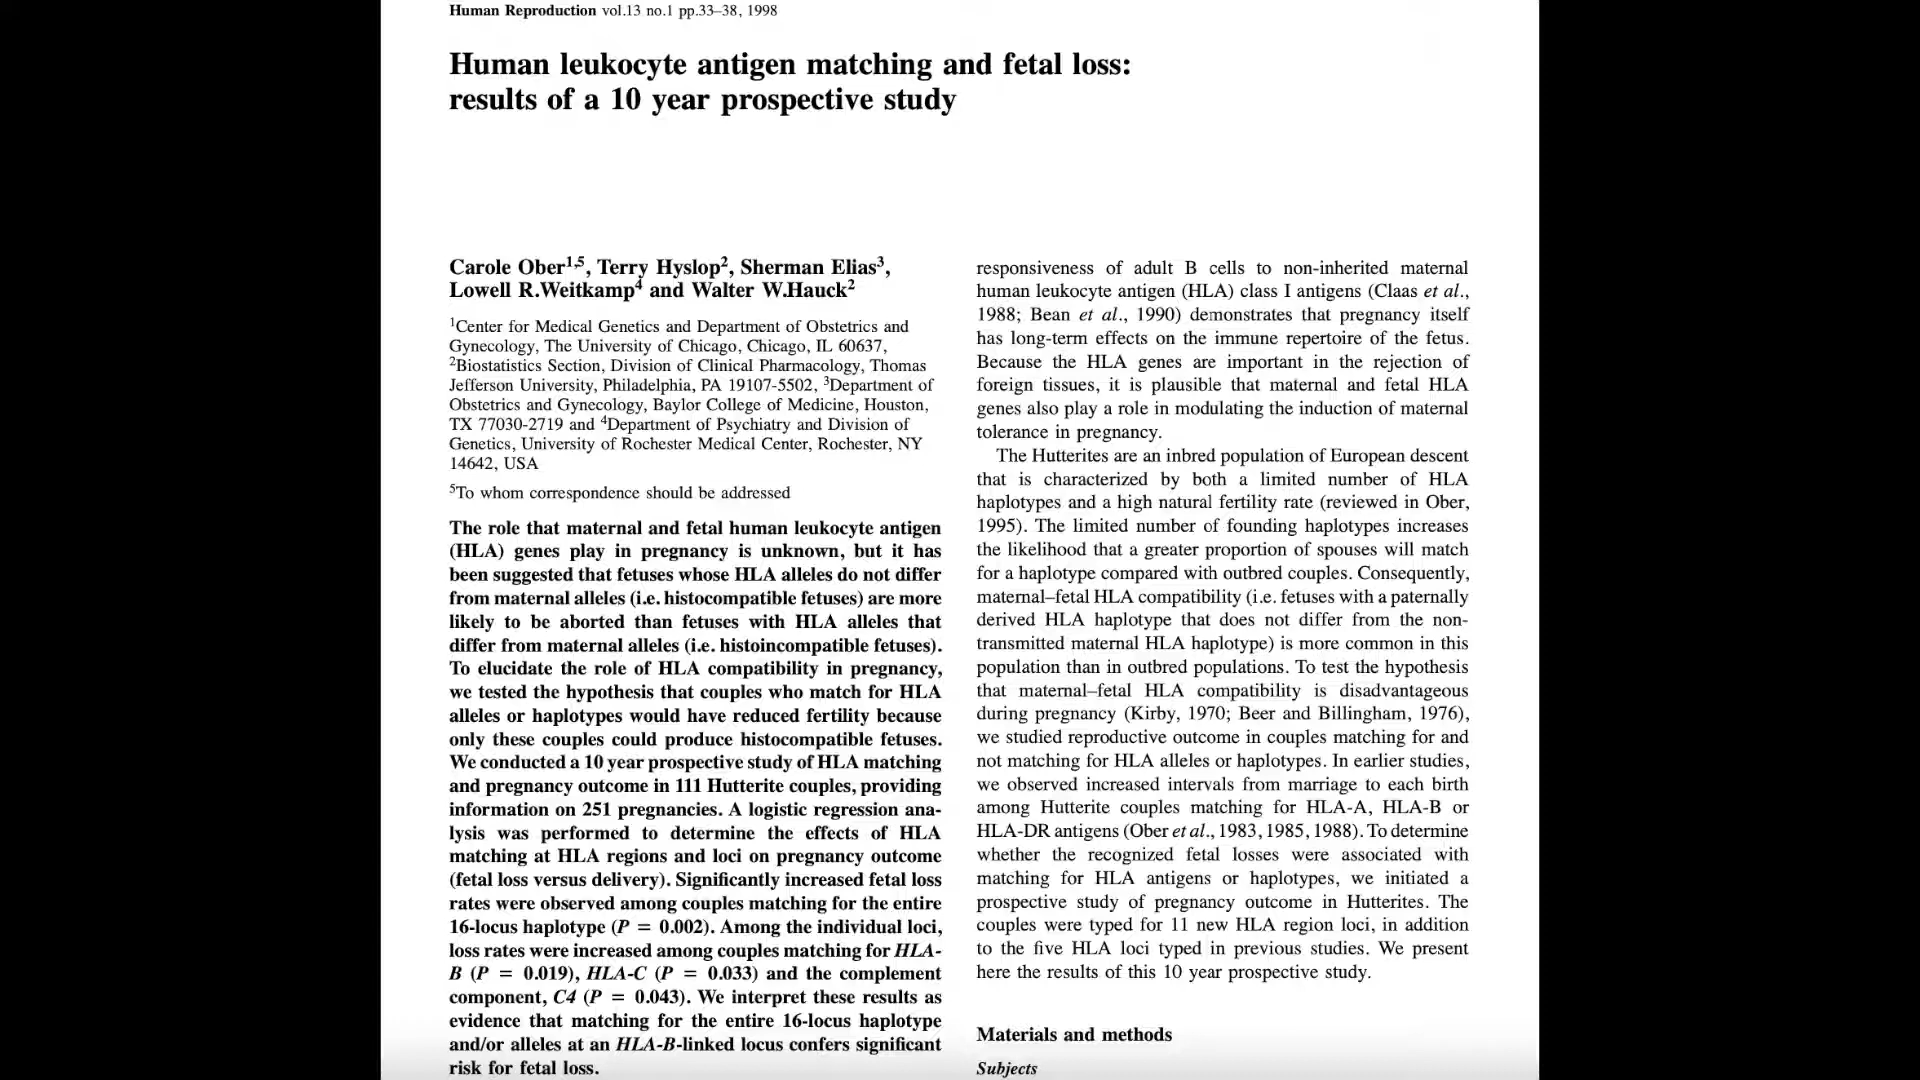 Human Reproduction vol.13 no.1 pp.33–38, 1998
Human leukocyte antigen matching and fetal loss:
results of a 10 year prospective study
Carole Ober1,5, Terry Hyslop2, Sherman Elias3,
Lowell R.Weitkamp4 and Walter W.Hauck2
1Center for Medical Genetics and Department of Obstetrics and
Gynecology, The University of Chicago, Chicago, IL 60637,
2Biostatistics Section, Division of Clinical Pharmacology, Thomas
Jefferson University, Philadelphia, PA 19107-5502, 3Department of
Obstetrics and Gynecology, Baylor College of Medicine, Houston,
TX 77030-2719 and 4Department of Psychiatry and Division of
Genetics, University of Rochester Medical Center, Rochester, NY
14642, USA
5To whom correspondence should be addressed
The role that maternal and fetal human leukocyte antigen
(HLA) genes play in pregnancy is unknown, but it has
been suggested that fetuses whose HLA alleles do not differ
from maternal alleles (i.e. histocompatible fetuses) are more
likely to be aborted than fetuses with HLA alleles that
differ from maternal alleles (i.e. histoincompatible fetuses).
To elucidate the role of HLA compatibility in pregnancy,
we tested the hypothesis that couples who match for HLA
alleles or haplotypes would have reduced fertility because
only these couples could produce histocompatible fetuses.
We conducted a 10 year prospective study of HLA matching
and pregnancy outcome in 111 Hutterite couples, providing
information on 251 pregnancies. A logistic regression ana-
lysis was performed to determine the effects of HLA
matching at HLA regions and loci on pregnancy outcome
(fetal loss versus delivery). Significantly increased fetal loss
rates were observed among couples matching for the entire
16-locus haplotype (P = 0.002). Among the individual loci,
loss rates were increased among couples matching for HLA-
B (P = 0.019), HLA-C (P = 0.033) and the complement
component, C4 (P = 0.043). We interpret these results as
evidence that matching for the entire 16-locus haplotype
and/or alleles at an HLA-B-linked locus confers significant
risk for fetal loss.
responsiveness of adult B cells to non-inherited maternal
human leukocyte antigen (HLA) class I antigens (Claas et al.,
1988; Bean et al., 1990) demonstrates that pregnancy itself
has long-term effects on the immune repertoire of the fetus.
Because the HLA genes are important in the rejection of
foreign tissues, it is plausible that maternal and fetal HLA
genes also play a role in modulating the induction of maternal
tolerance in pregnancy.
The Hutterites are an inbred population of European descent
that is characterized by both a limited number of HLA
haplotypes and a high natural fertility rate (reviewed in Ober,
1995). The limited number of founding haplotypes increases
the likelihood that a greater proportion of spouses will match
for a haplotype compared with outbred couples. Consequently,
maternal–fetal HLA compatibility (i.e. fetuses with a paternally
derived HLA haplotype that does not differ from the non-
transmitted maternal HLA haplotype) is more common in this
population than in outbred populations. To test the hypothesis
that maternal–fetal HLA compatibility is disadvantageous
during pregnancy (Kirby, 1970; Beer and Billingham, 1976),
we studied reproductive outcome in couples matching for and
not matching for HLA alleles or haplotypes. In earlier studies,
we observed increased intervals from marriage to each birth
among Hutterite couples matching for HLA-A, HLA-B or
HLA-DR antigens (Ober et al., 1983, 1985, 1988). To determine
whether the recognized fetal losses were associated with
matching for HLA antigens or haplotypes, we initiated a
prospective study of pregnancy outcome in Hutterites. The
couples were typed for 11 new HLA region loci, in addition
to the five HLA loci typed in previous studies. We present
here the results of this 10 year prospective study.
Materials and methods
Subjects